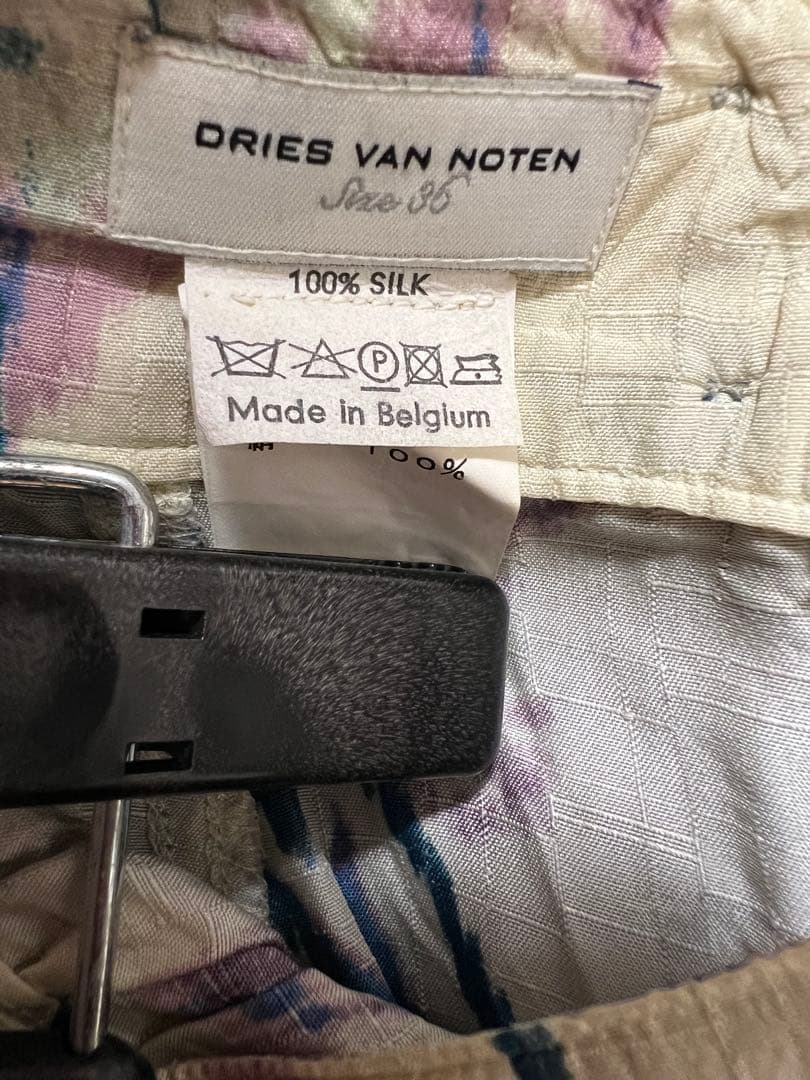 DRIES VAN NOTEN
Size 36
100% SILK
P
Made in Belgium
100%